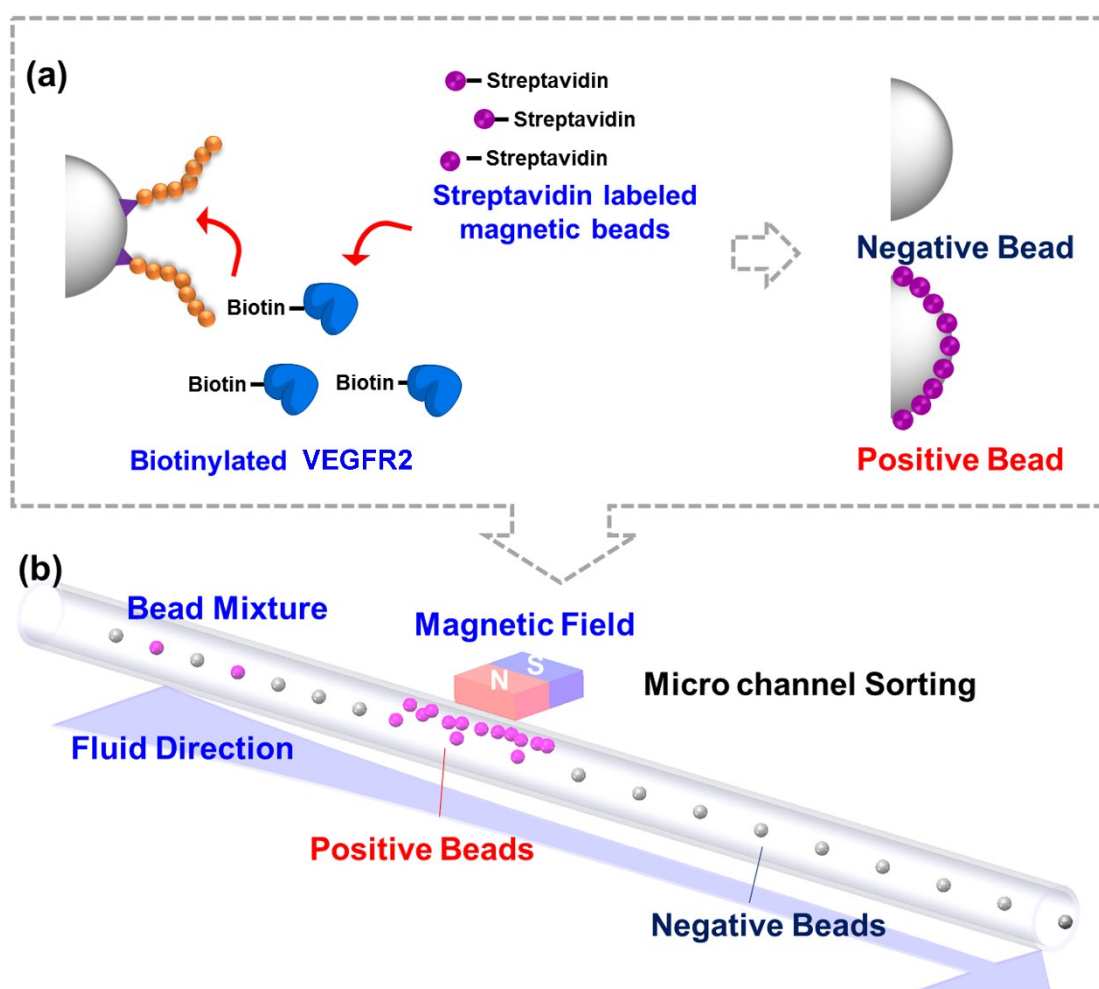 (a)
Streptavidin
Streptavidin
Streptavidin
Streptavidin labeled
magnetic beads
Negative Bead
Biotin
Biotin
Biotin
Biotinylated VEGFR2
Positive Bead
(b)
Bead Mixture
Magnetic Field
N
S
Micro channel Sorting
Fluid Direction
Positive Beads
Negative Beads